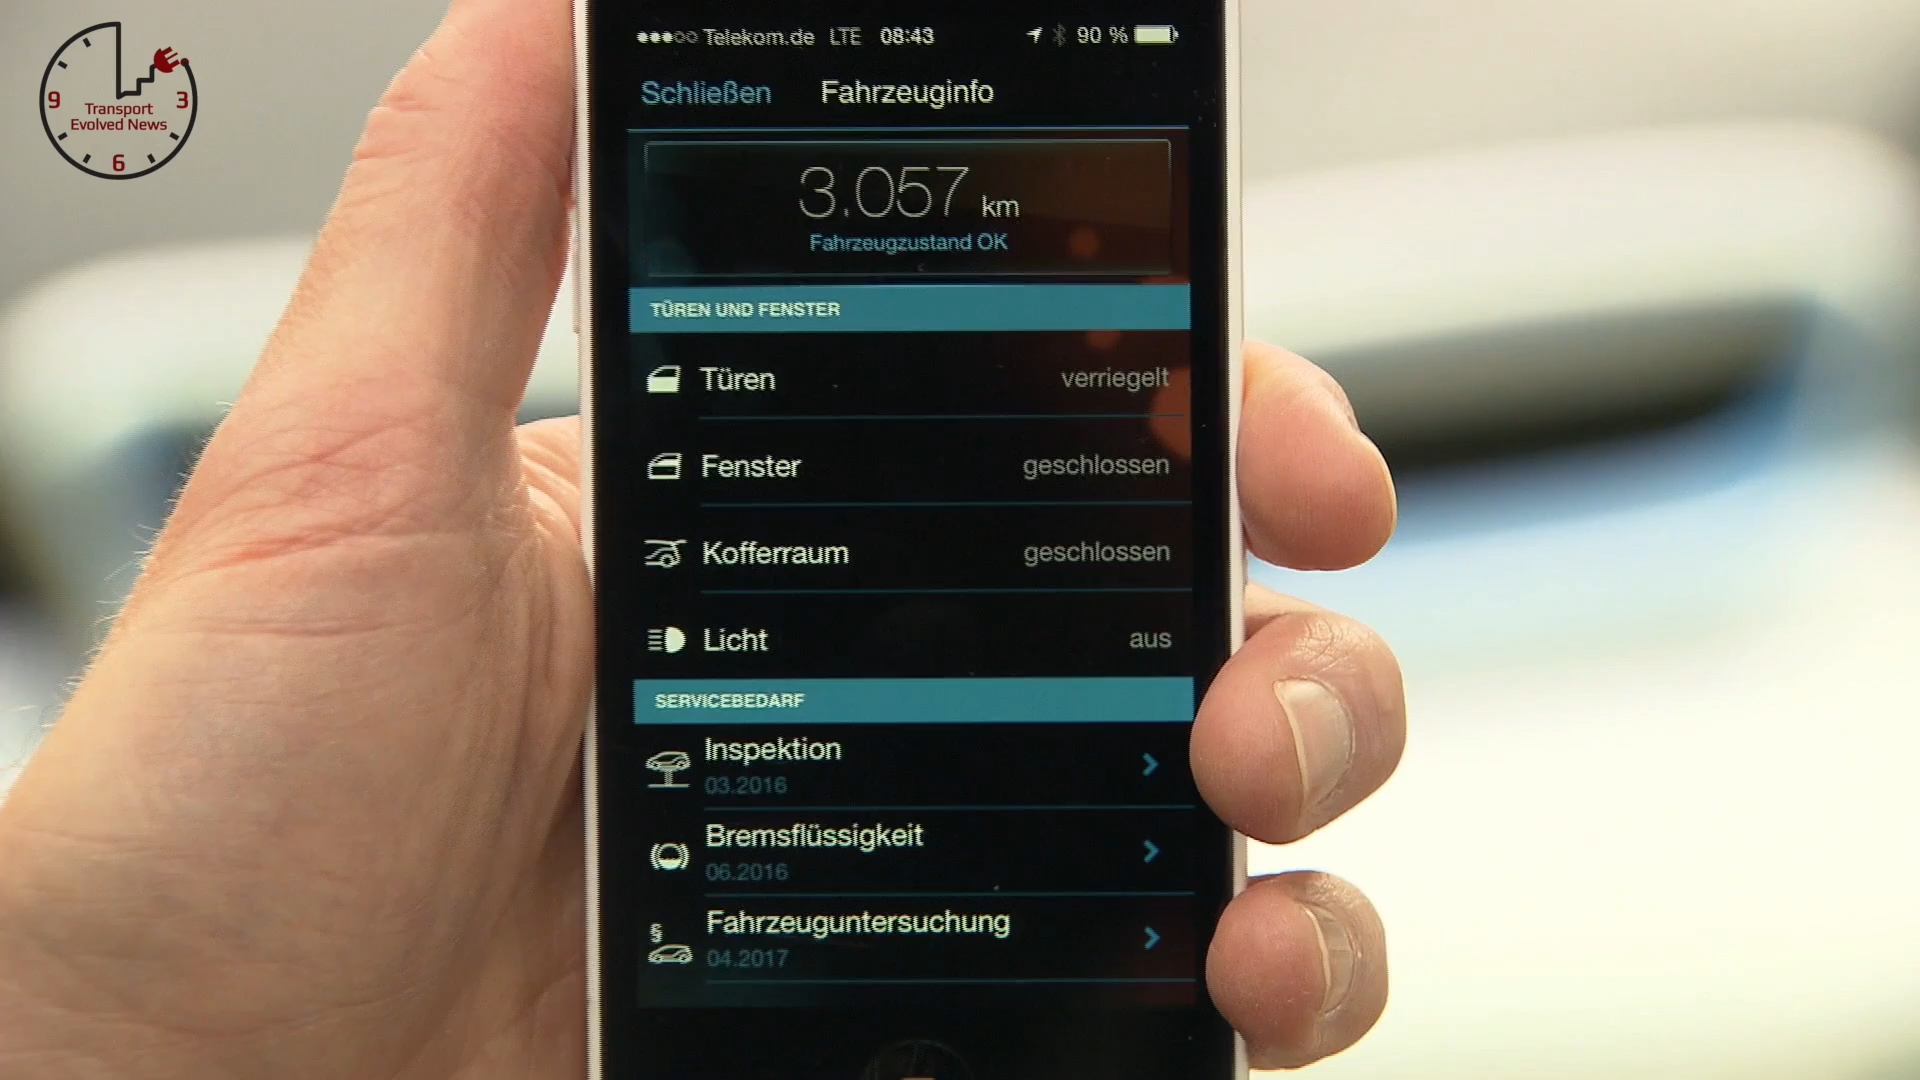 Transport
Evolved News
9
3
6
Telekom.de LTE 08:43 90 %
Schließen Fahrzeuginfo
3.057 km
Fahrzeugzustand OK
TÜREN UND FENSTER
Türen verriegelt
Fenster geschlossen
Kofferraum geschlossen
Licht aus
SERVICEBEDARF
Inspektion
03.2016
Bremsflüssigkeit
06.2016
§
Fahrzeuguntersuchung
04.2017